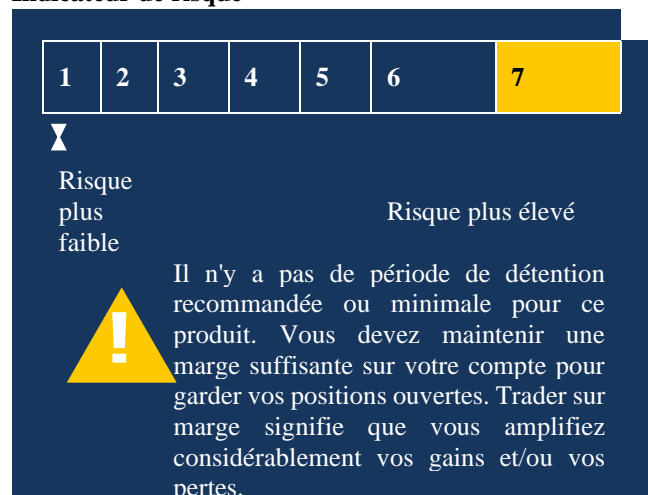 Indicateur de risque
1 2 3 4 5 6 7
Risque
plus
faible
Risque plus élevé
Il n'y a pas de période de détention
recommandée ou minimale pour ce
produit. Vous devez maintenir une
marge suffisante sur votre compte pour
garder vos positions ouvertes. Trader sur
marge signifie que vous amplifiez
considérablement vos gains et/ou vos
pertes.
!